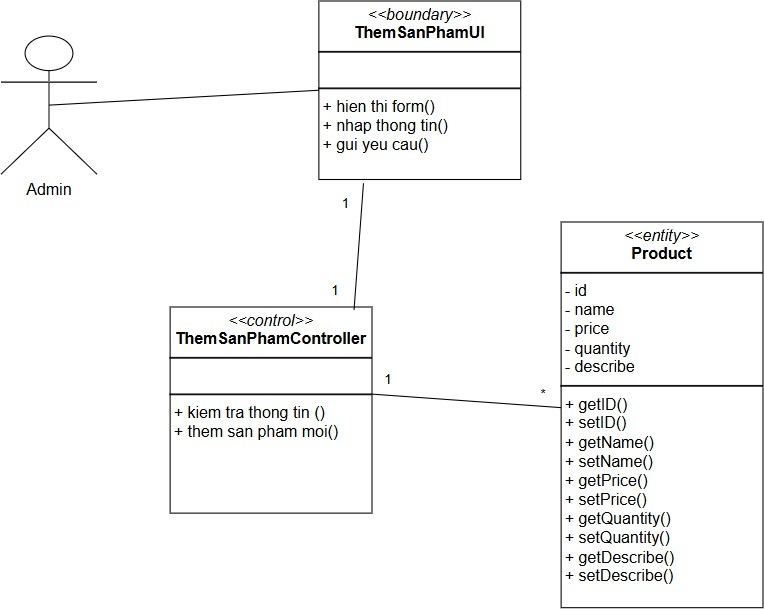 <<boundary>>
ThemSanPhamUI
+ hien thi form()
+ nhap thong tin()
+ gui yeu cau()
Admin
1
1
<<control>>
ThemSanPhamController
+ kiem tra thong tin ()
+ them san pham moi()
1
*
<<entity>>
Product
- id
- name
- price
- quantity
- describe
+ getID()
+ setID()
+ getName()
+ setName()
+ getPrice()
+ setPrice()
+ getQuantity()
+ setQuantity()
+ getDescribe()
+ setDescribe()